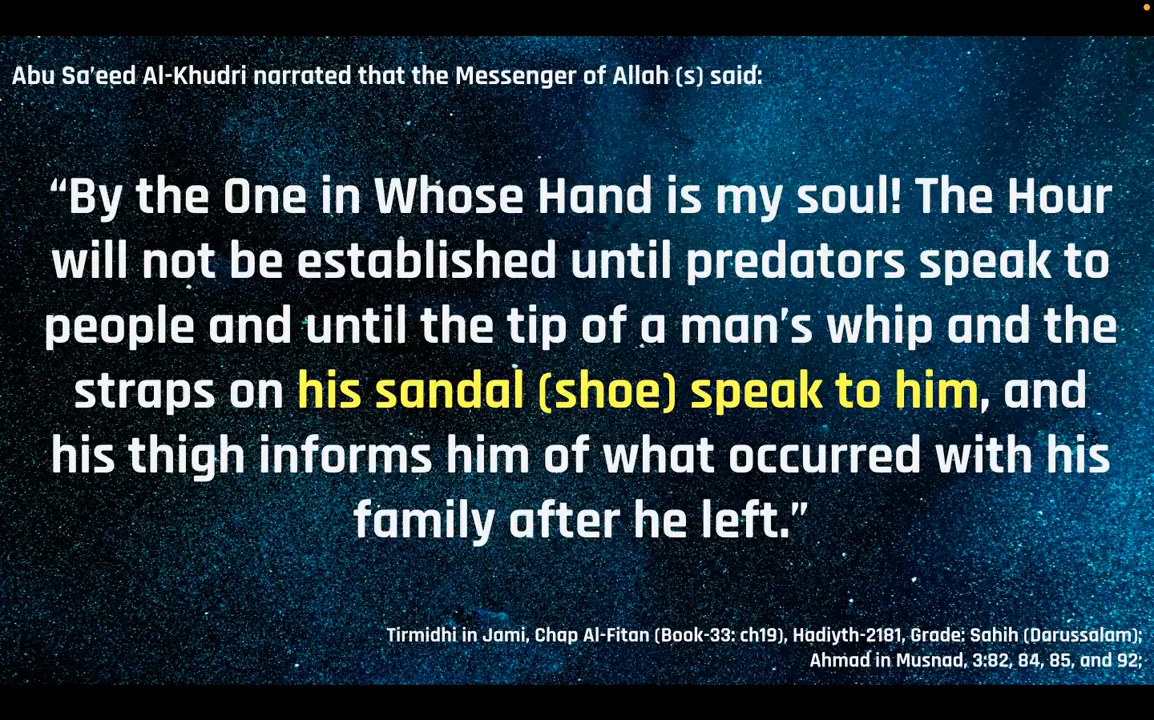 Abu Sa’eed Al-Khudri narrated that the Messenger of Allah (s) said:
“By the One in Whose Hand is my soul! The Hour
will not be established until predators speak to
people and until the tip of a man’s whip and the
straps on his sandal (shoe) speak to him, and
his thigh informs him of what occurred with his
family after he left.”
Tirmidhi in Jami, Chap Al-Fitan (Book-33: ch19), Hadiyth-2181, Grade: Sahih (Darussalam);
Ahmad in Musnad, 3:82, 84, 85, and 92;